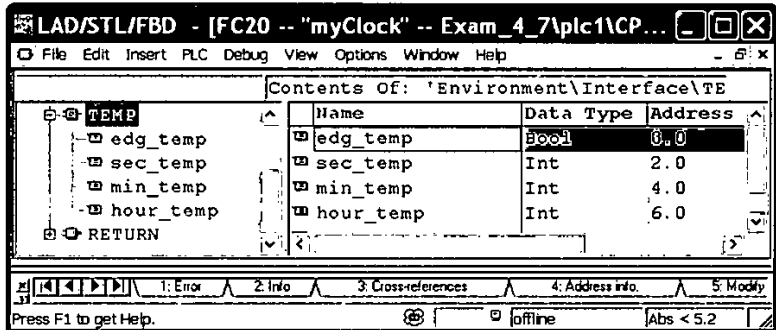 LAD/STL/FBD - [FC20 -- "myClock" -- Exam_4_7\plc1\CP...
File Edit Insert PLC Debug View Options Window Help
Contents Of: 'Environment\Interface\TE
TEMP
edg_temp
sec_temp
min_temp
hour_temp
RETURN
Name Data Type Address
edg_temp Bool 0.0
sec_temp Int 2.0
min_temp Int 4.0
hour_temp Int 6.0
1: Error 2: Info 3: Cross-references 4: Address info. 5: Modify
Press F1 to get Help. offline Abs < 5.2